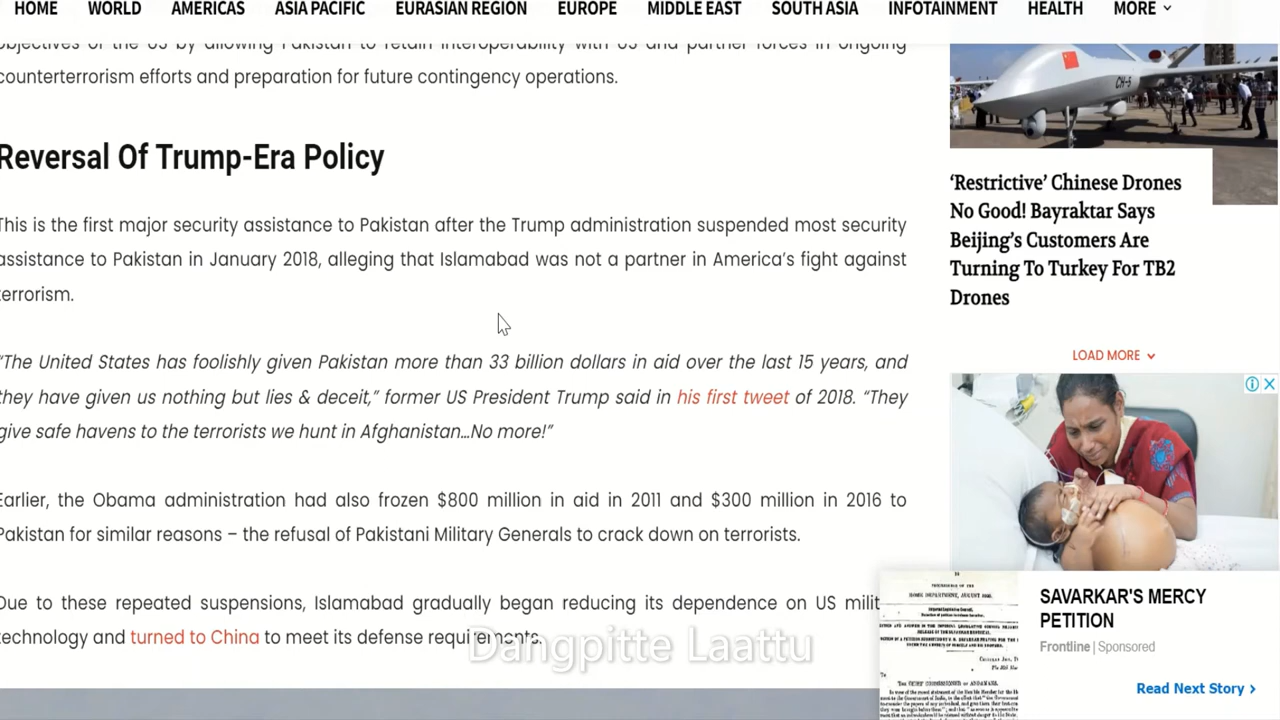 HOME WORLD AMERICAS ASIA PACIFIC EURASIAN REGION EUROPE MIDDLE EAST SOUTH ASIA INFOTAINMENT HEALTH MORE
objectives of the US by allowing Pakistan to retain interoperability with US and partner forces in ongoing
counterterrorism efforts and preparation for future contingency operations.
Reversal Of Trump-Era Policy
This is the first major security assistance to Pakistan after the Trump administration suspended most security
assistance to Pakistan in January 2018, alleging that Islamabad was not a partner in America's fight against
terrorism.
“The United States has foolishly given Pakistan more than 33 billion dollars in aid over the last 15 years, and
they have given us nothing but lies & deceit,” former US President Trump said in his first tweet of 2018. “They
give safe havens to the terrorists we hunt in Afghanistan…No more!”
Earlier, the Obama administration had also frozen $800 million in aid in 2011 and $300 million in 2016 to
Pakistan for similar reasons – the refusal of Pakistani Military Generals to crack down on terrorists.
Due to these repeated suspensions, Islamabad gradually began reducing its dependence on US milit
technology and turned to China to meet its defense requirements.
Dangpitte Laattu
CH-5
‘Restrictive’ Chinese Drones
No Good! Bayraktar Says
Beijing’s Customers Are
Turning To Turkey For TB2
Drones
LOAD MORE
HOME DEPARTMENT, AUGUST
SAVARKAR'S MERCY
PETITION
Frontline | Sponsored
Read Next Story